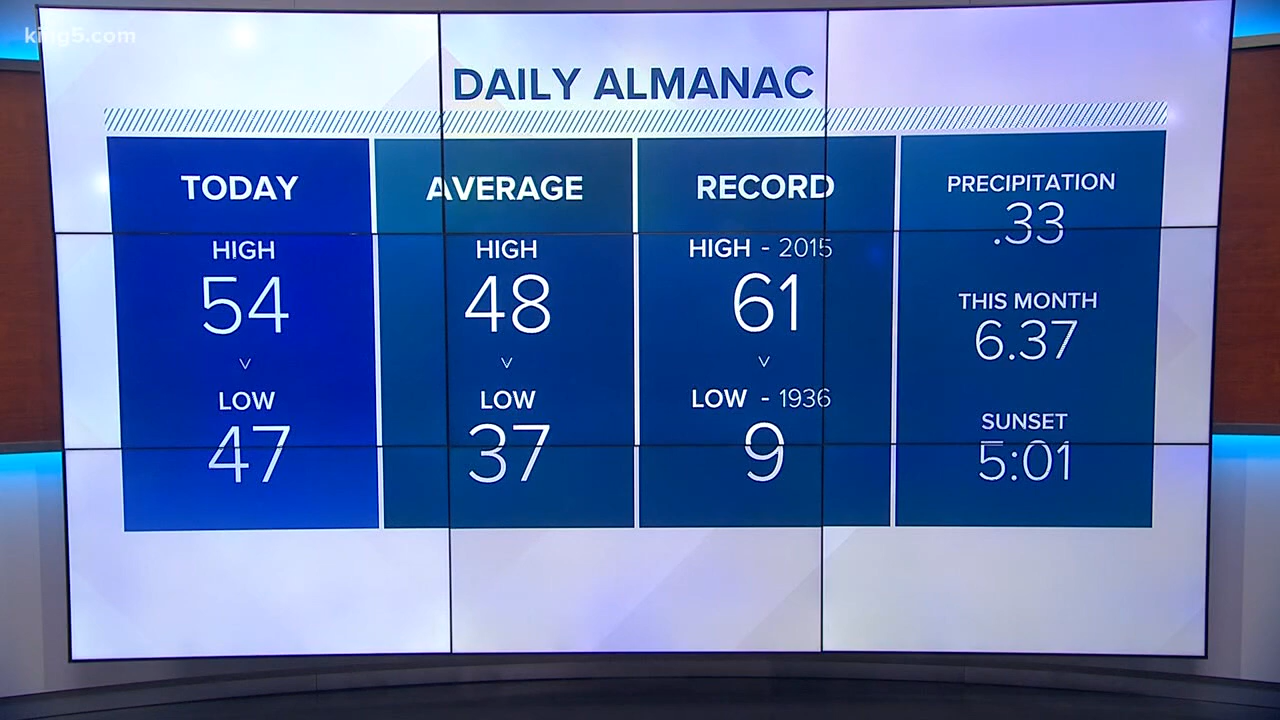 king5.com
DAILY ALMANAC
TODAY
HIGH
54
LOW
47
AVERAGE
HIGH
48
LOW
37
RECORD
HIGH - 2015
61
LOW - 1936
9
PRECIPITATION
.33
THIS MONTH
6.37
SUNSET
5:01